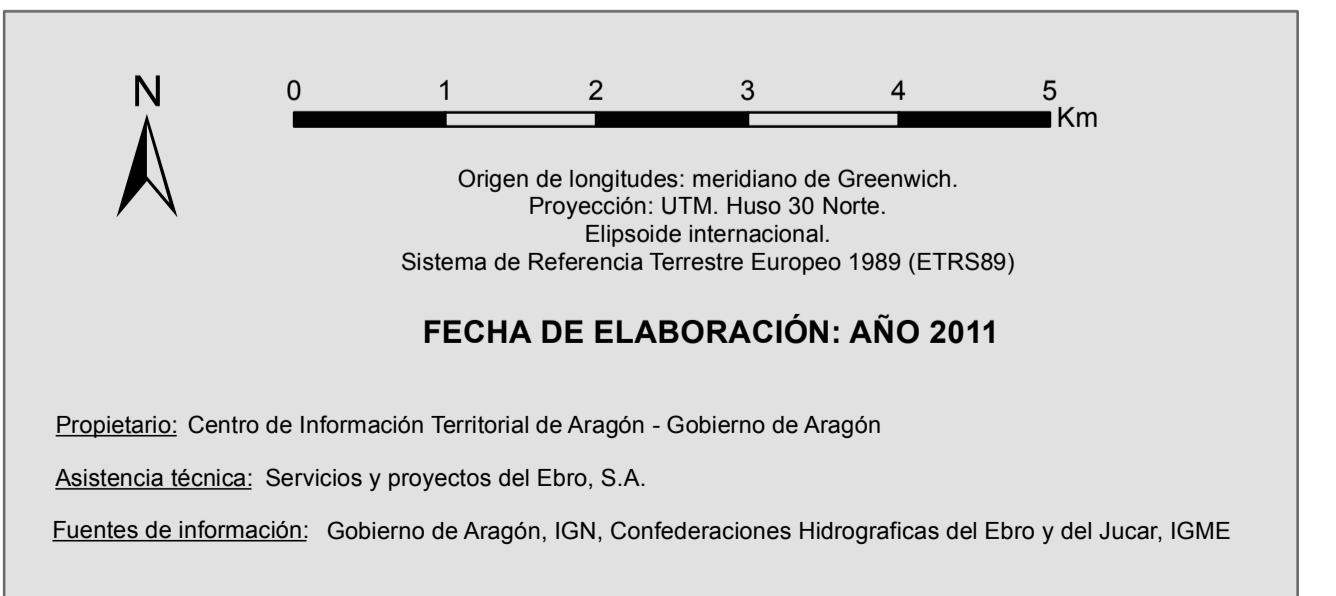 N
0 1 2 3 4 5
Km
Origen de longitudes: meridiano de Greenwich.
Proyección: UTM. Huso 30 Norte.
Elipsoide internacional.
Sistema de Referencia Terrestre Europeo 1989 (ETRS89)
FECHA DE ELABORACIÓN: AÑO 2011
Propietario: Centro de Información Territorial de Aragón - Gobierno de Aragón
Asistencia técnica: Servicios y proyectos del Ebro, S.A.
Fuentes de información: Gobierno de Aragón, IGN, Confederaciones Hidrograficas del Ebro y del Jucar, IGME